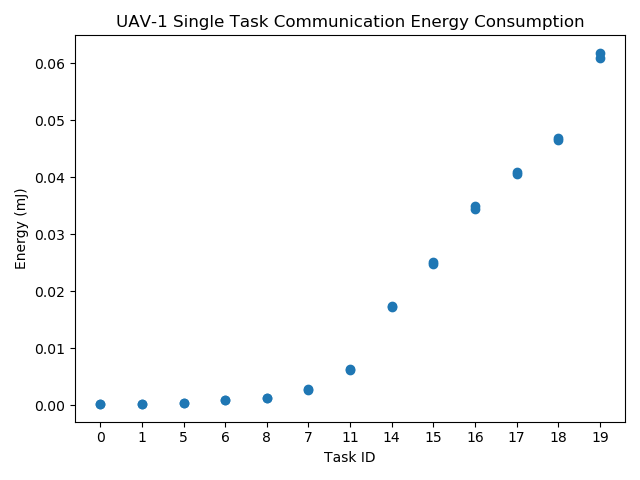 UAV-1 Single Task Communication Energy Consumption
Energy (mJ)
0.06
0.05
0.04
0.03
0.02
0.01
0.00
0 1 5 6 8 7 11 14 15 16 17 18 19
Task ID